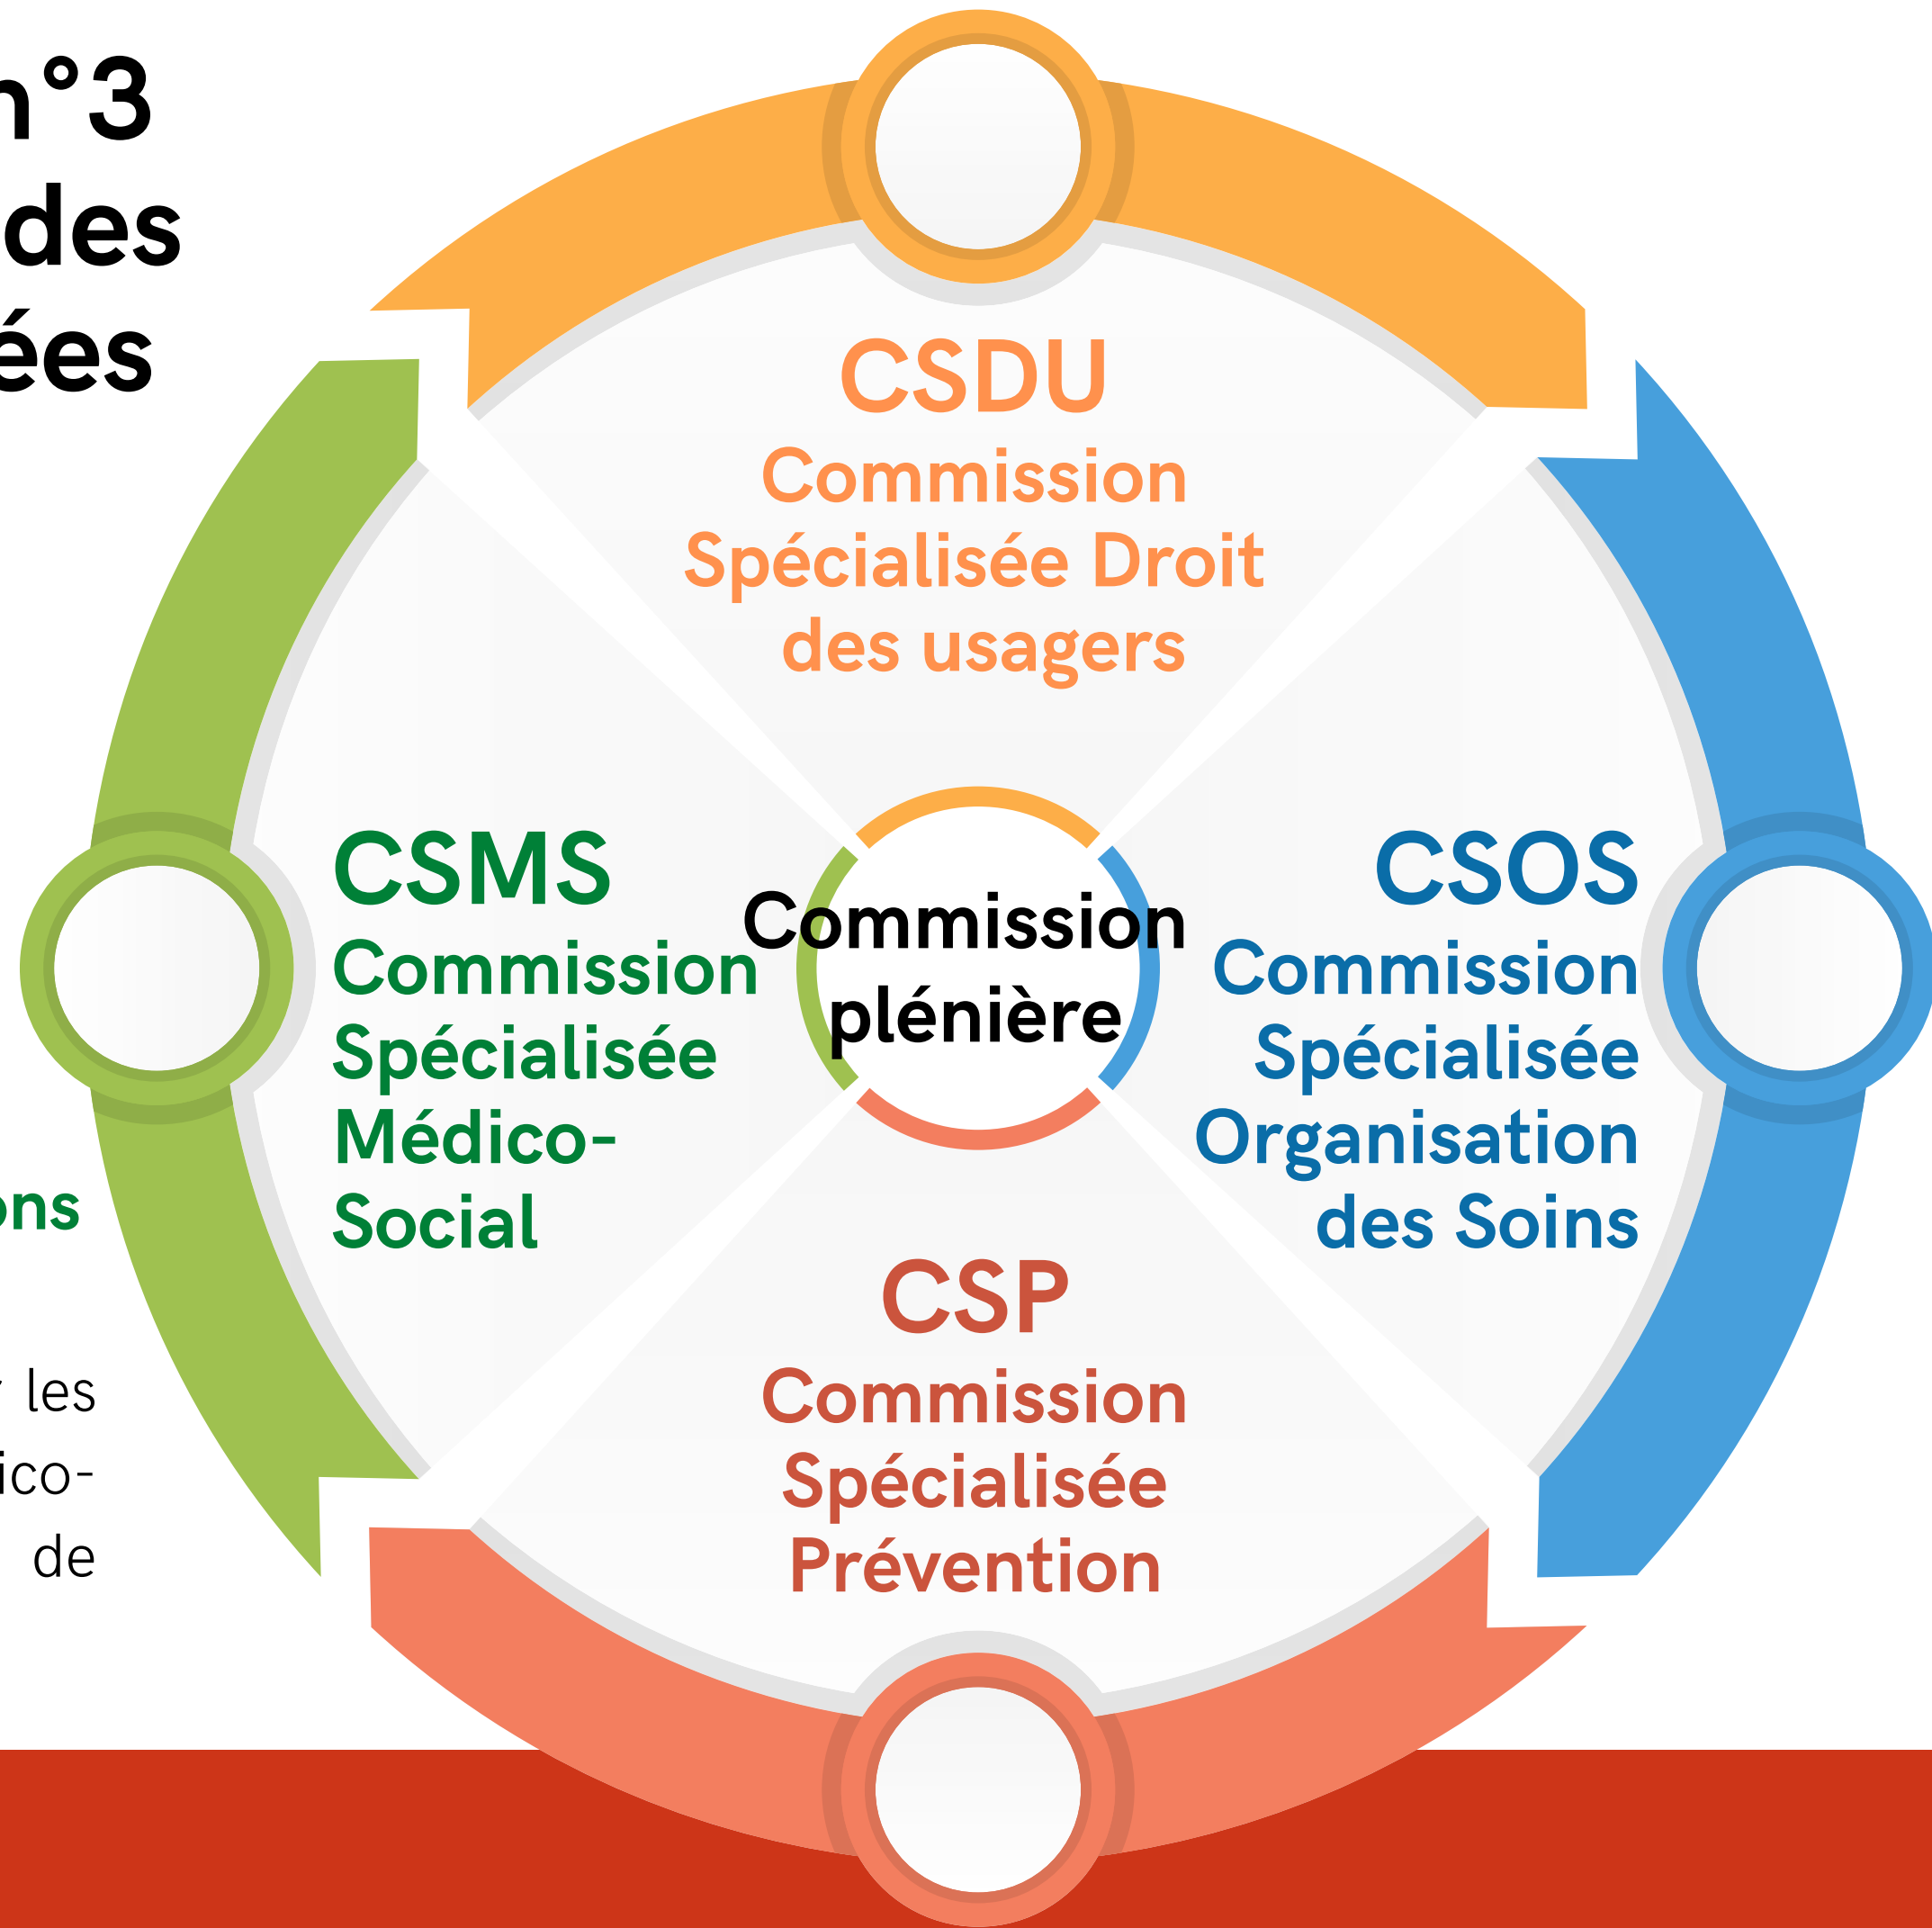 n°3
des
ées
CSDU
Commission
Spécialisée Droit
des usagers
CSMS
Commission
Spécialisée
Médico-
Social
Commission
plénière
CSOS
Commission
Spécialisée
Organisation
des Soins
CSP
Commission
Spécialisée
Prévention
ons
les
ico-
de